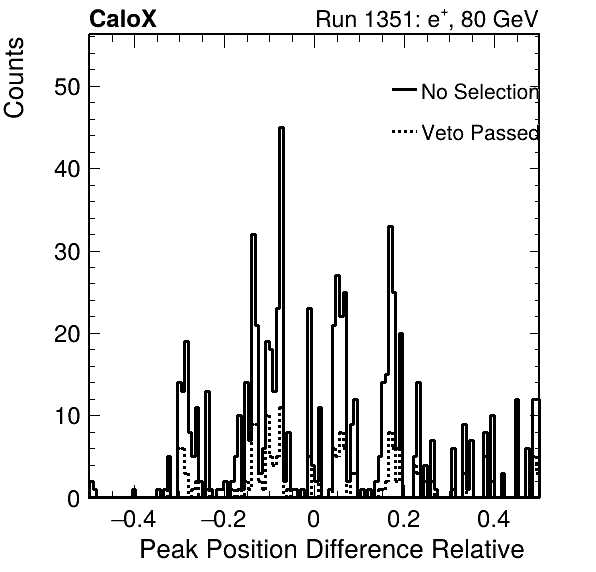 CaloX Run 1351: e⁺, 80 GeV
Counts
50
40
30
20
10
0
No Selection
Veto Passed
−0.4 −0.2 0 0.2 0.4
Peak Position Difference Relative